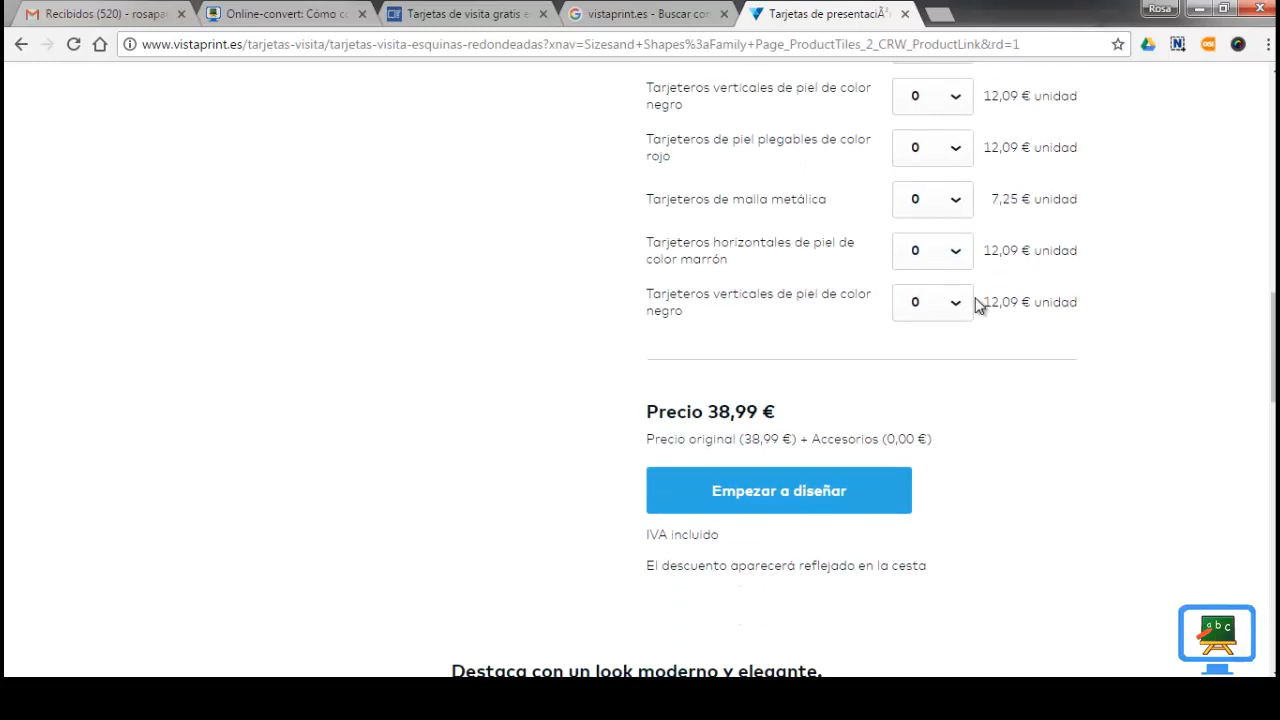 Recibidos (520) - rosapa
Online-convert: Cómo c
Tarjetas de visita gratis e
vistaprint.es - Buscar con
Tarjetas de presentaciÃ³
Rosa
www.vistaprint.es/tarjetas-visita/tarjetas-visita-esquinas-redondeadas?xnav=Sizesand+Shapes%3aFamily+Page_ProductTiles_2_CRW_ProductLink&rd=1
Tarjeteros verticales de piel de color
negro
0
12,09 € unidad
Tarjeteros de piel plegables de color
rojo
0
12,09 € unidad
Tarjeteros de malla metálica
0
7,25 € unidad
Tarjeteros horizontales de piel de
color marrón
0
12,09 € unidad
Tarjeteros verticales de piel de color
negro
0
12,09 € unidad
Precio 38,99 €
Precio original (38,99 €) + Accesorios (0,00 €)
Empezar a diseñar
IVA incluido
El descuento aparecerá reflejado en la cesta
a b c
Destaca con un look moderno y elegante.